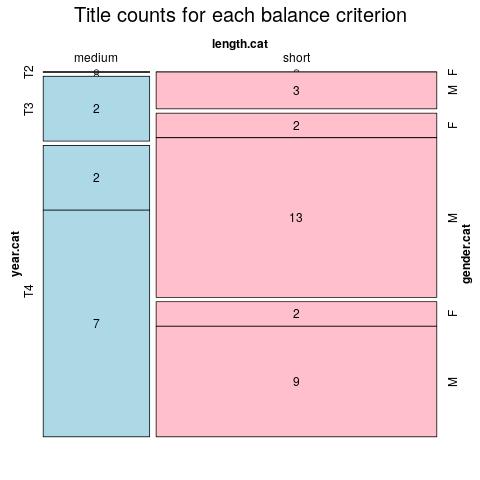 Title counts for each balance criterion
length.cat
medium short
T2 F
3 M
T3 2 2 F
13 M
2
year.cat gender.cat
T4 2 F
7
9 M